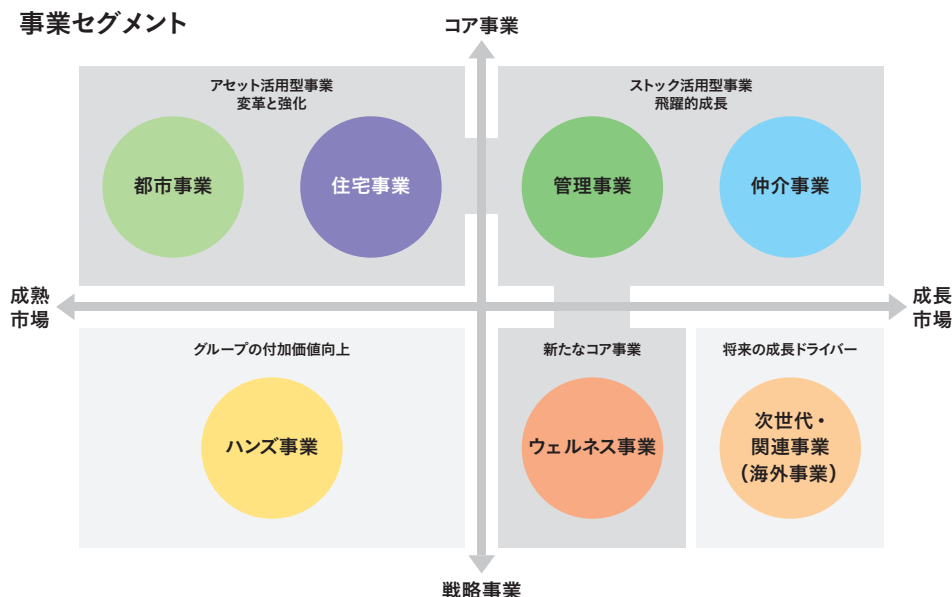 事業セグメント
コア事業
アセット活用型事業
変革と強化
ストック活用型事業
飛躍的成長
都市事業
住宅事業
管理事業
仲介事業
成熟
市場
成長
市場
グループの付加価値向上
新たなコア事業
将来の成長ドライバー
ハンズ事業
ウェルネス事業
次世代・
関連事業
(海外事業)
戦略事業